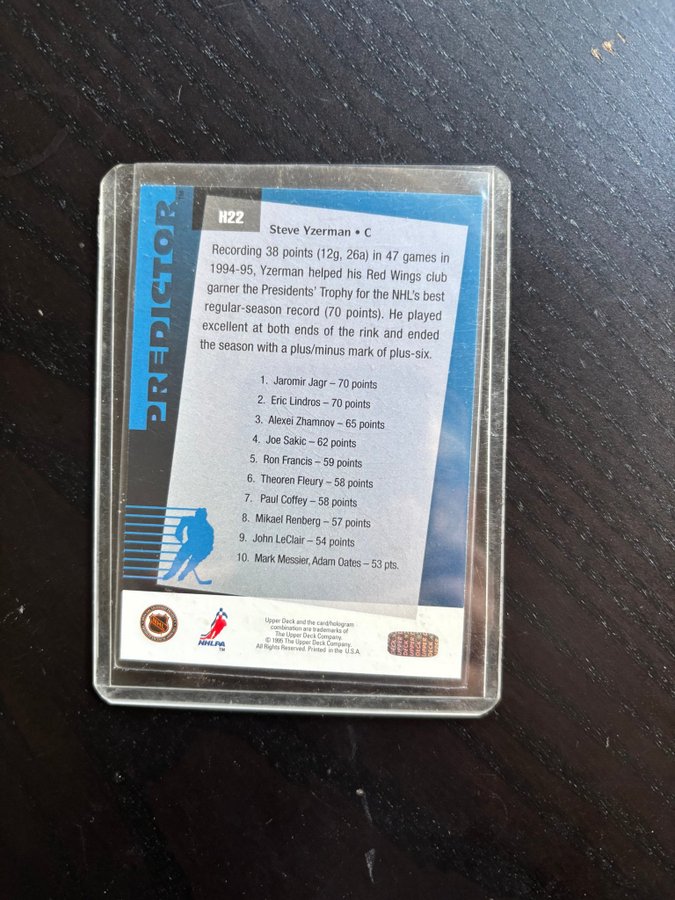 PREDICTOR™
H22
Steve Yzerman • C
Recording 38 points (12g, 26a) in 47 games in
1994-95, Yzerman helped his Red Wings club
garner the Presidents' Trophy for the NHL's best
regular-season record (70 points). He played
excellent at both ends of the rink and ended
the season with a plus/minus mark of plus-six.
1. Jaromir Jagr – 70 points
2. Eric Lindros – 70 points
3. Alexei Zhamnov – 65 points
4. Joe Sakic – 62 points
5. Ron Francis – 59 points
6. Theoren Fleury – 58 points
7. Paul Coffey – 58 points
8. Mikael Renberg – 57 points
9. John LeClair – 54 points
10. Mark Messier, Adam Oates – 53 pts.
NHL
NHLPA
™
Upper Deck and the card/hologram
combination are trademarks of
The Upper Deck Company.
© 1995 The Upper Deck Company.
All Rights Reserved. Printed in the U.S.A.